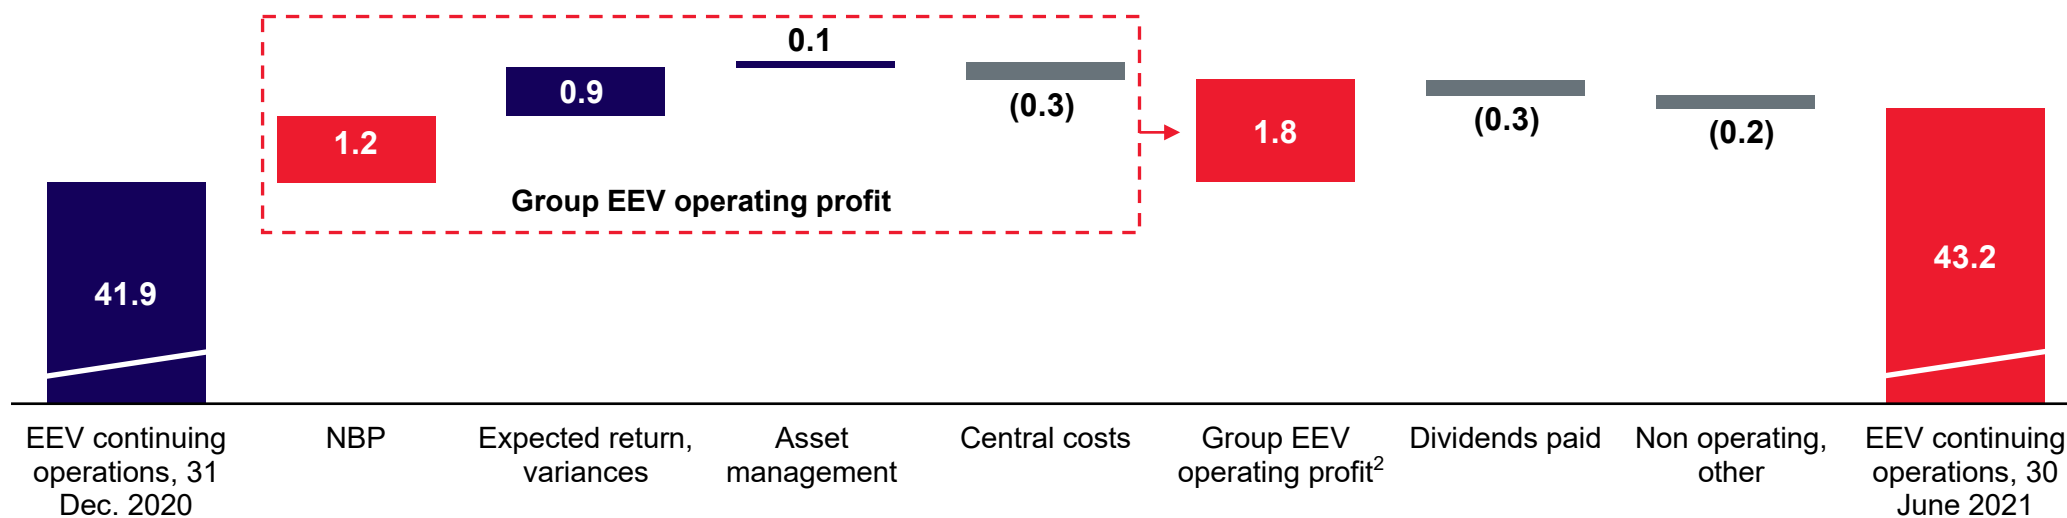 0.1
0.9
(0.3)
1.2
1.8
(0.3)
(0.2)
Group EEV operating profit
41.9
43.2
EEV continuing
operations, 31
Dec. 2020
NBP
Expected return,
variances
Asset
management
Central costs
Group EEV
operating profit²
Dividends paid
Non operating,
other
EEV continuing
operations, 30
June 2021